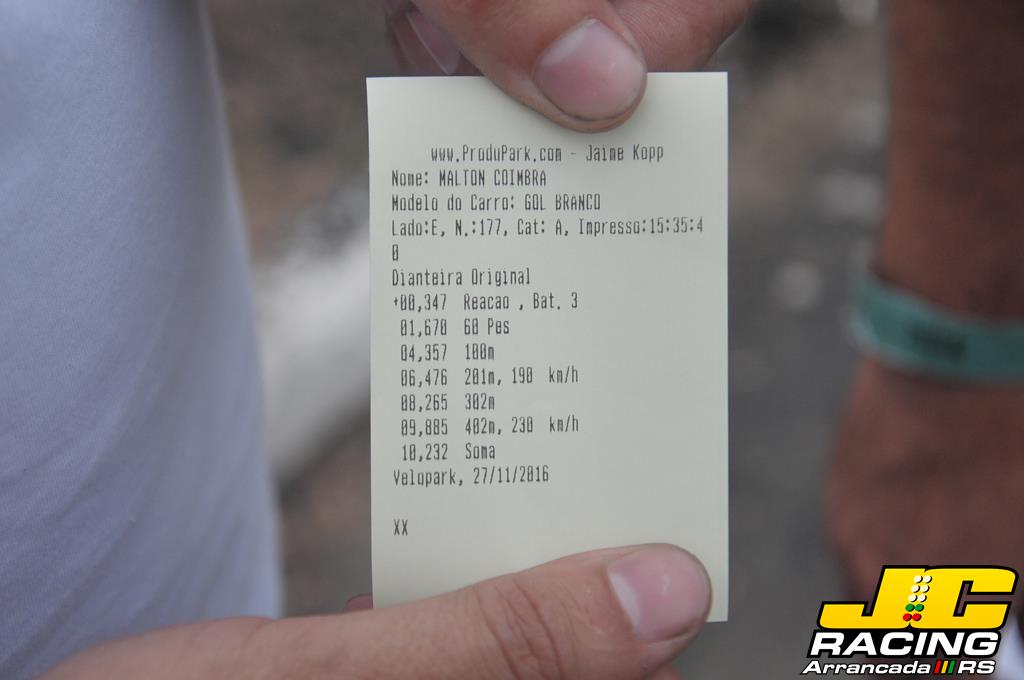 www.ProduPark.com - Jaime Kopp
Nome: MALTON COIMBRA
Modelo do Carro: GOL BRANCO
Lado:E, N.:177, Cat: A, Impresso:15:35:4
0
Dianteira Original
+00,347 Reacao , Bat. 3
01,670 60 Pes
04,357 100m
06,476 201m, 190 km/h
08,265 302m
09,885 402m, 230 km/h
10,232 Soma
Velopark, 27/11/2016
XX
JC
RACING
Arrancada RS